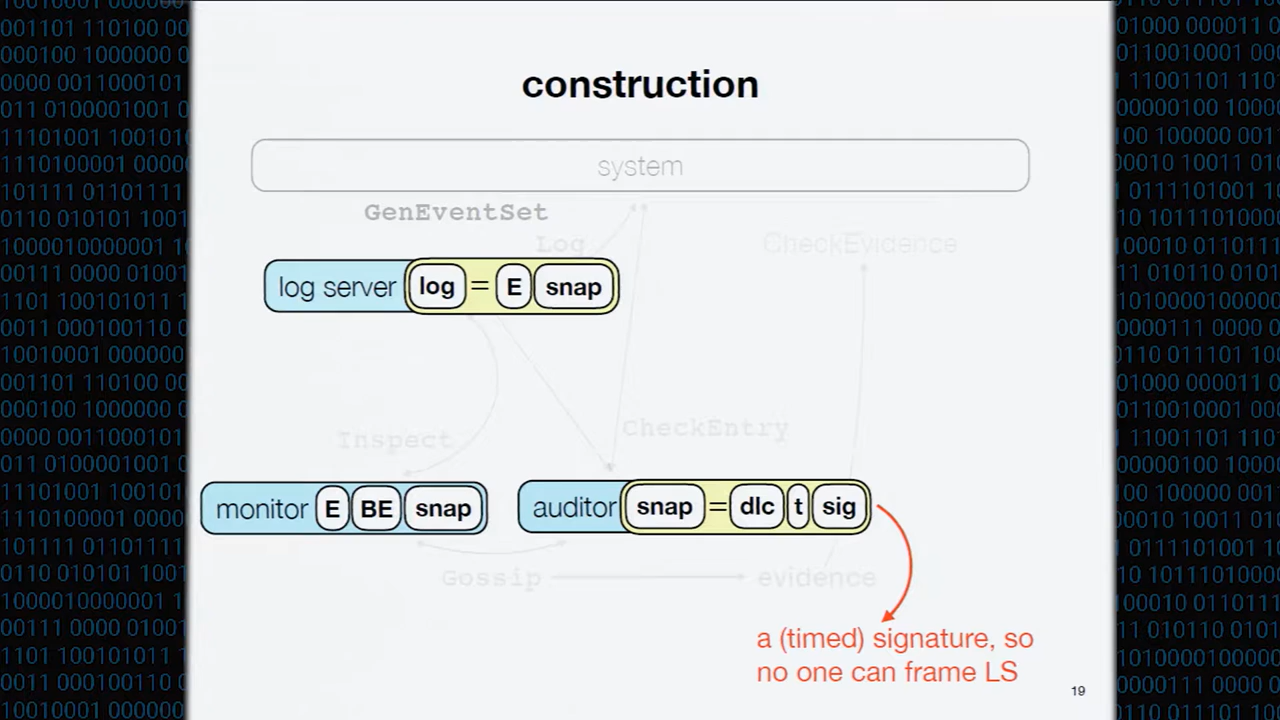 construction
system
GenEventSet
Log
CheckEvidence
log server log = E snap
Inspect
CheckEntry
monitor E BE snap
auditor snap = dlc t sig
Gossip
evidence
a (timed) signature, so
no one can frame LS
19